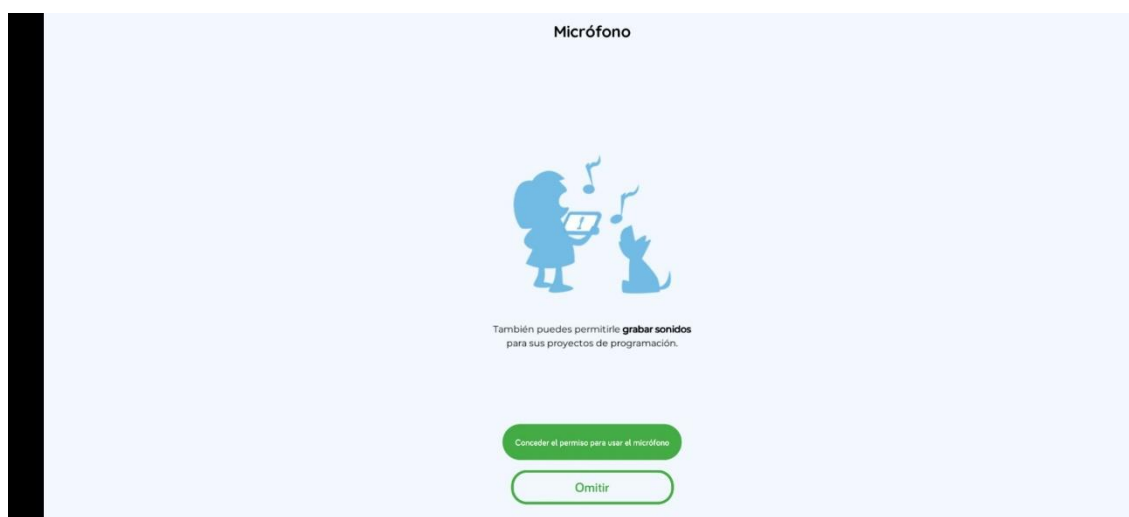 Micrófono
También puedes permitirle grabar sonidos
para sus proyectos de programación.
Conceder el permiso para usar el micrófono
Omitir